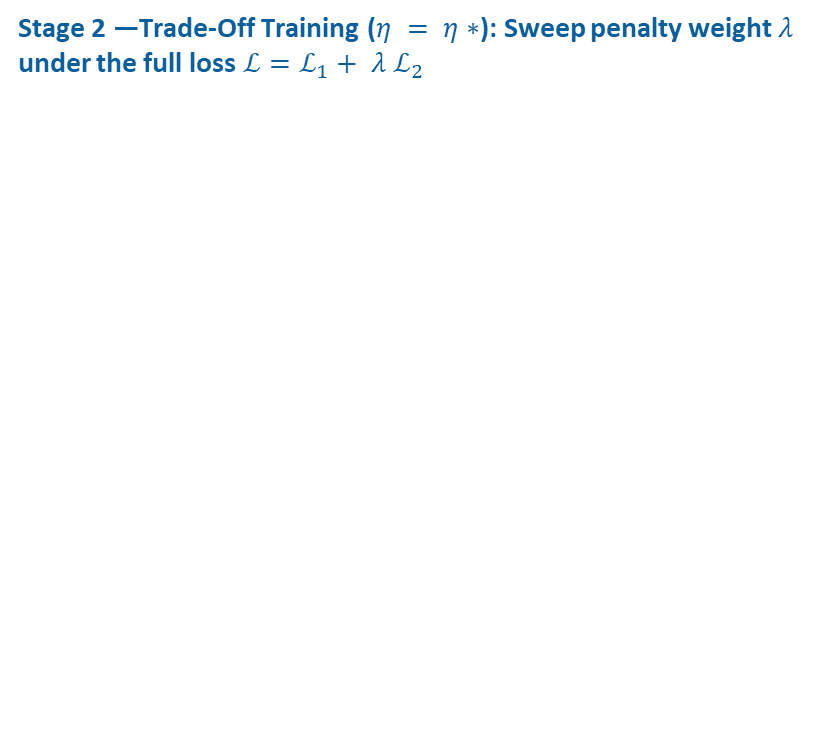 Stage 2 —Trade-Off Training (𝜂 = 𝜂 ∗): Sweep penalty weight 𝜆
under the full loss ℒ = ℒ₁ + 𝜆 ℒ₂